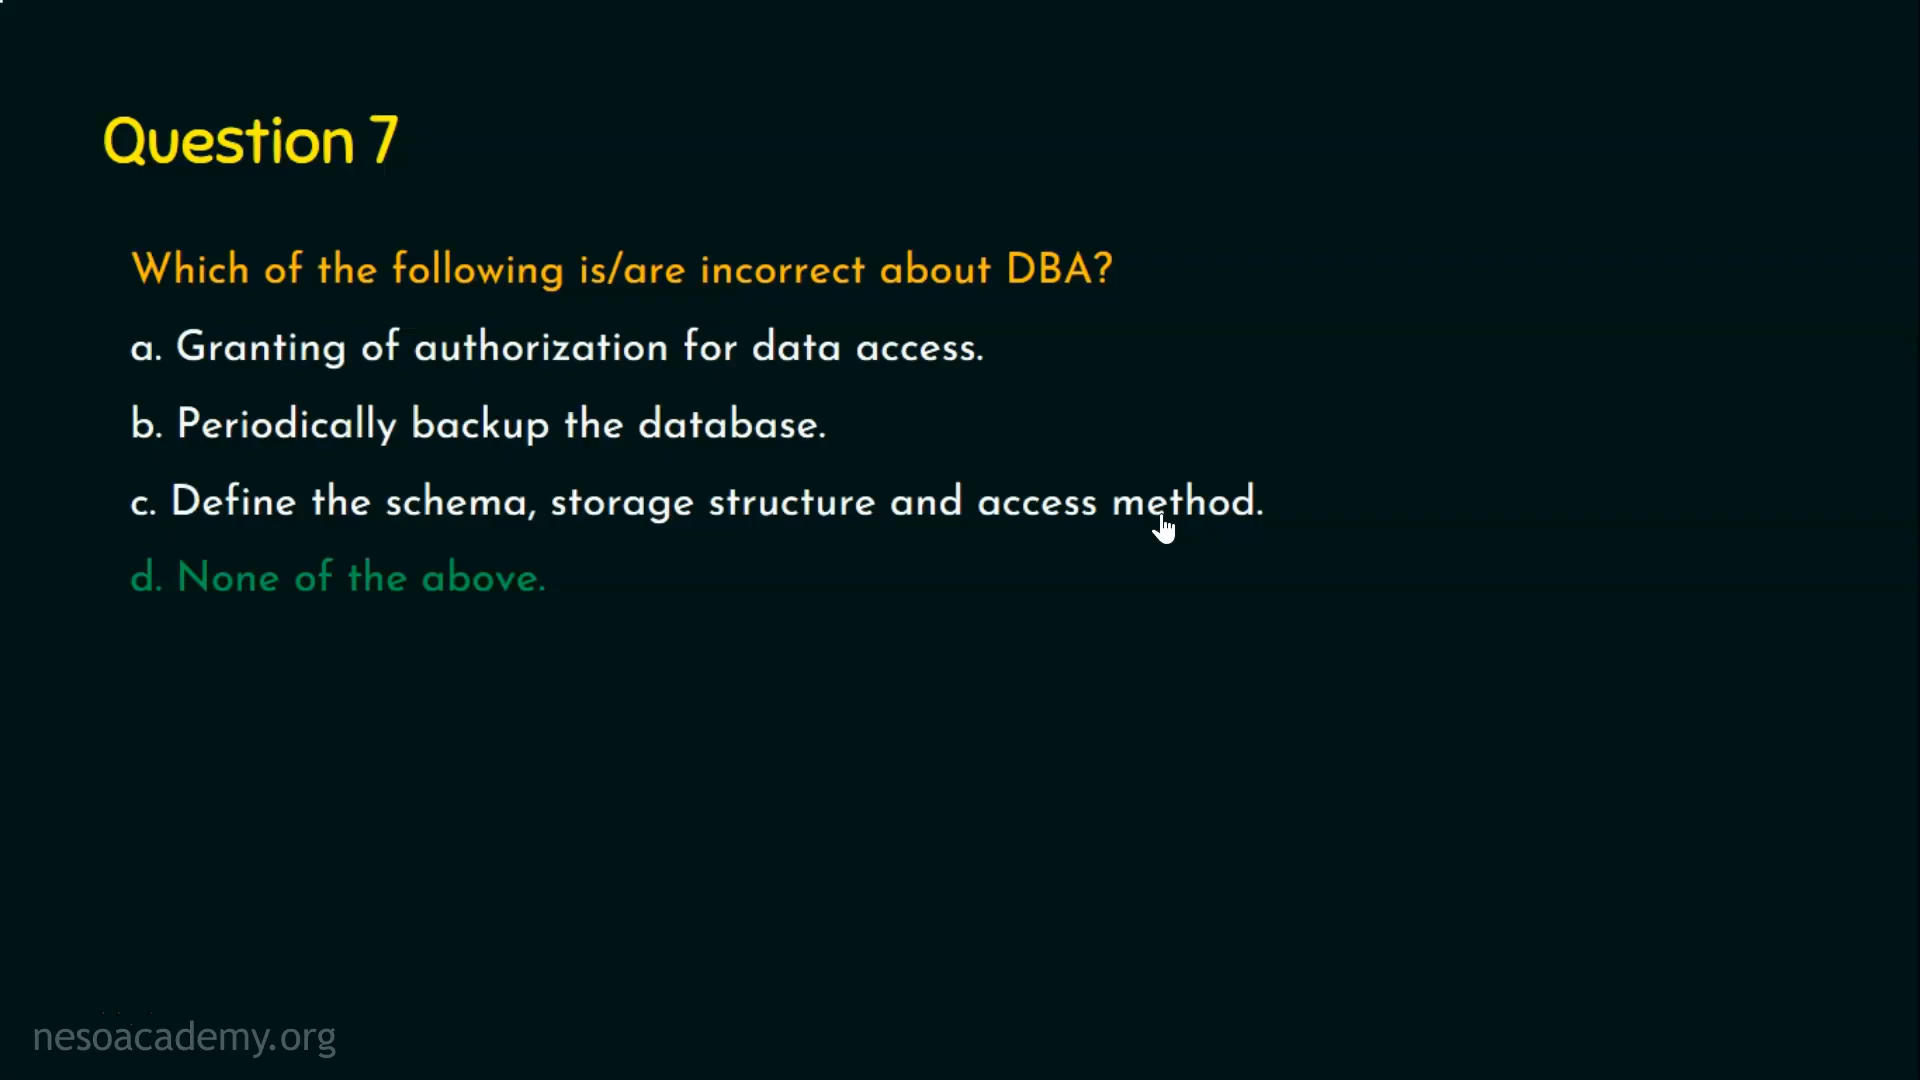 Question 7
Which of the following is/are incorrect about DBA?
a. Granting of authorization for data access.
b. Periodically backup the database.
c. Define the schema, storage structure and access method.
d. None of the above.
nesoacademy.org